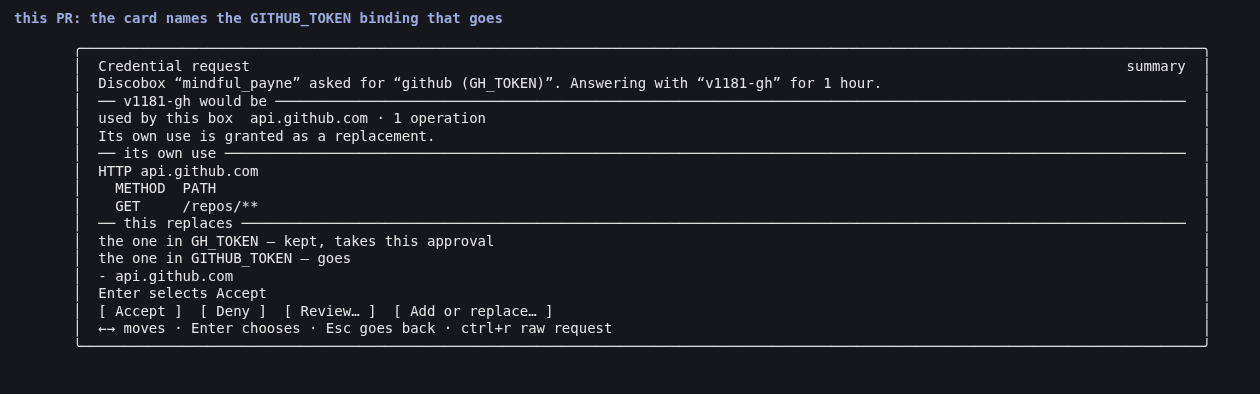 this PR: the card names the GITHUB_TOKEN binding that goes
Credential request summary
Discobox “mindful_payne” asked for “github (GH_TOKEN)”. Answering with “v1181-gh” for 1 hour.
── v1181-gh would be ──
used by this box  api.github.com · 1 operation
Its own use is granted as a replacement.
── its own use ──
HTTP api.github.com
METHOD  PATH
GET     /repos/**
── this replaces ──
the one in GH_TOKEN — kept, takes this approval
the one in GITHUB_TOKEN — goes
- api.github.com
Enter selects Accept
[ Accept ]  [ Deny ]  [ Review… ]  [ Add or replace… ]
←→ moves · Enter chooses · Esc goes back · ctrl+r raw request